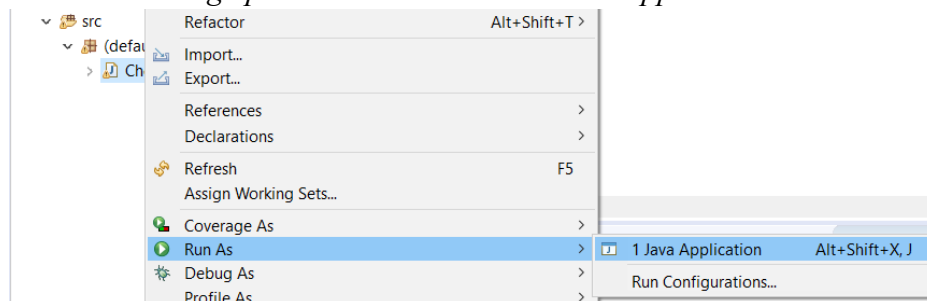 src
Refactor Alt+Shift+T >
(defau
Import...
Ch
Export...
References >
Declarations >
Refresh F5
Assign Working Sets...
Coverage As >
Run As > 1 Java Application Alt+Shift+X, J
Debug As > Run Configurations...
Profile As >